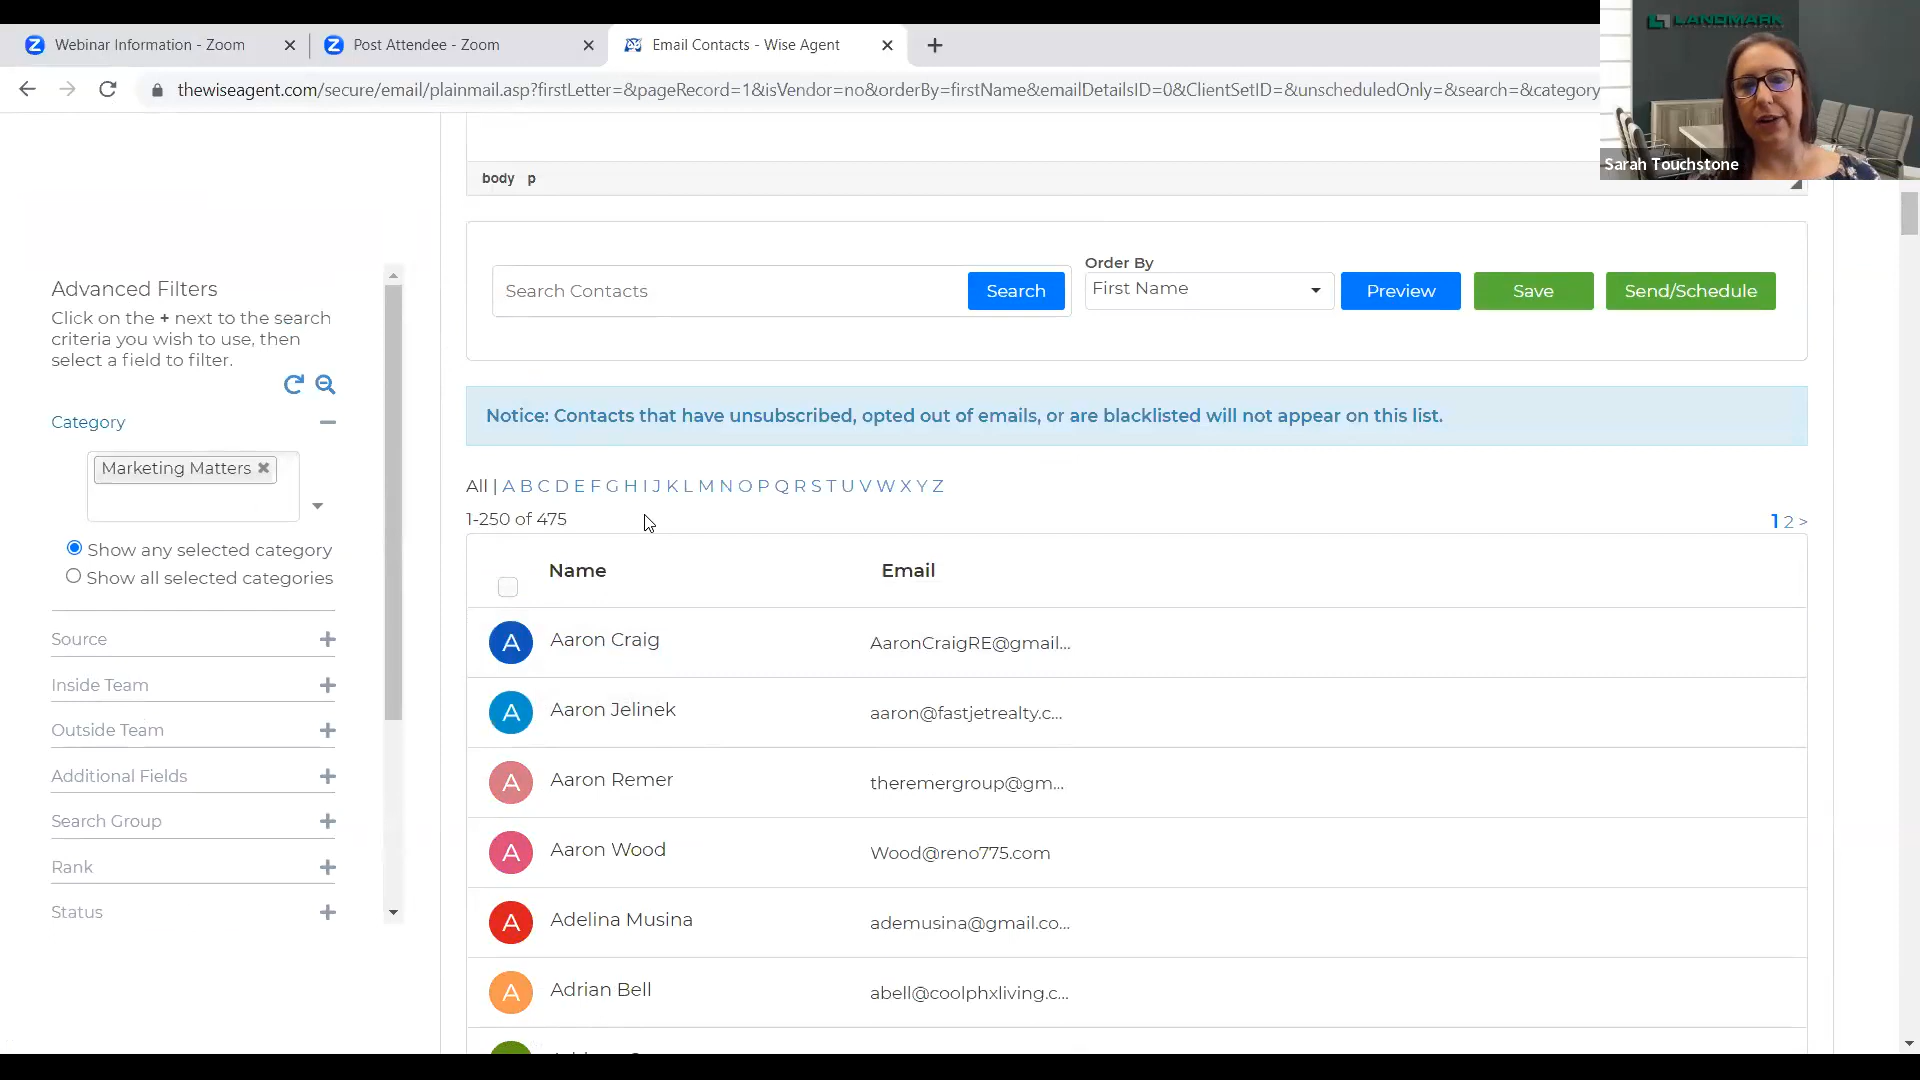 LANDMARK
Webinar Information - Zoom
Post Attendee - Zoom
Email Contacts - Wise Agent
thewiseagent.com/secure/email/plainmail.asp?firstLetter=&pageRecord=1&isVendor=no&orderBy=firstName&emailDetailsID=0&ClientSetID=&unscheduledOnly=&search=&category
Sarah Touchstone
body p
Order By
Search Contacts
Search
First Name
Preview
Save
Send/Schedule
Advanced Filters
Click on the + next to the search
criteria you wish to use, then
select a field to filter.
Category
Marketing Matters
Show any selected category
Show all selected categories
Source
Inside Team
Outside Team
Additional Fields
Search Group
Rank
Status
Notice: Contacts that have unsubscribed, opted out of emails, or are blacklisted will not appear on this list.
All | A B C D E F G H I J K L M N O P Q R S T U V W X Y Z
1-250 of 475
1 2 >
Name Email
A Aaron Craig AaronCraigRE@gmail...
A Aaron Jelinek aaron@fastjetrealty.c...
A Aaron Remer theremergroup@gm...
A Aaron Wood Wood@reno775.com
A Adelina Musina ademusina@gmail.co...
A Adrian Bell abell@coolphxliving.c...